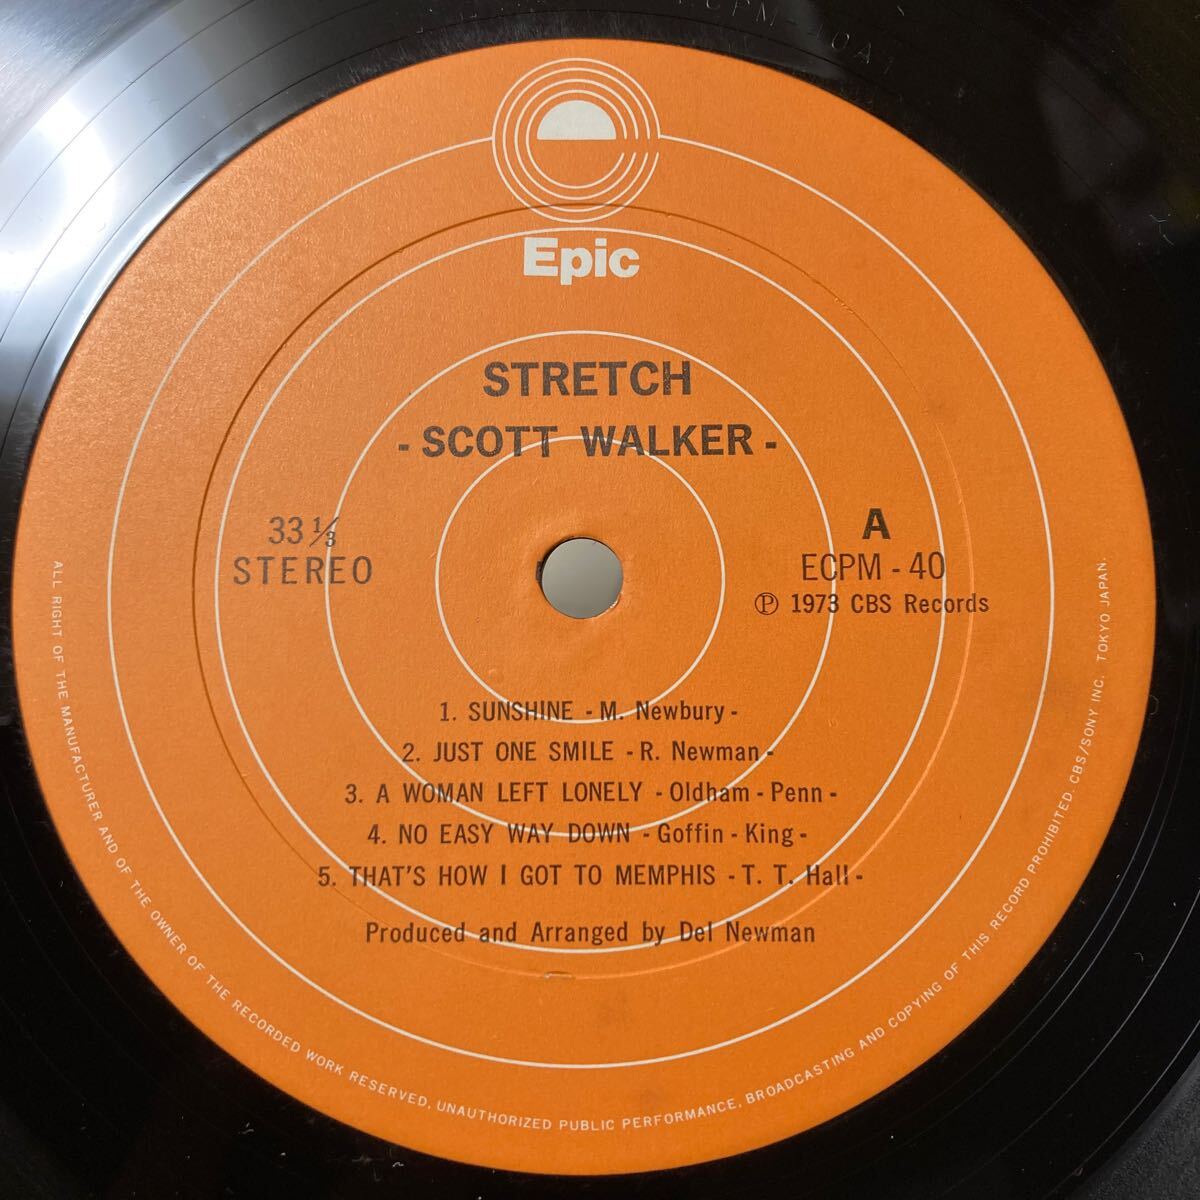 Epic
STRETCH
- SCOTT WALKER -
33 1/3
STEREO
A
ECPM - 40
Ⓟ 1973 CBS Records
1. SUNSHINE - M. Newbury -
2. JUST ONE SMILE - R. Newman -
3. A WOMAN LEFT LONELY - Oldham - Penn -
4. NO EASY WAY DOWN - Goffin - King -
5. THAT'S HOW I GOT TO MEMPHIS - T. T. Hall -
Produced and Arranged by Del Newman
ALL RIGHT OF THE MANUFACTURER AND OF THE OWNER OF THE RECORDED WORK RESERVED. UNAUTHORIZED PUBLIC PERFORMANCE, BROADCASTING AND COPYING OF THIS RECORD PROHIBITED. CBS/SONY INC. TOKYO JAPAN.